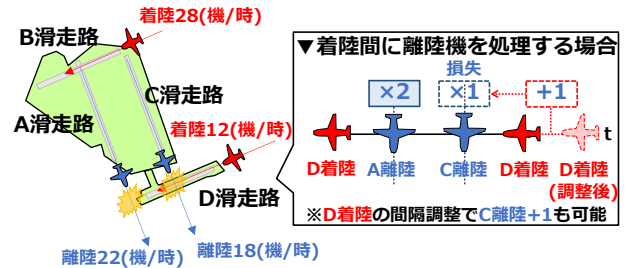 着陸28(機/時)
B滑走路
C滑走路
A滑走路
着陸12(機/時)
D滑走路
離陸22(機/時)
離陸18(機/時)
▼着陸間に離陸機を処理する場合
損失
×2
×1
+1
t
D着陸
A離陸
C離陸
D着陸
D着陸
(調整後)
※D着陸の間隔調整でC離陸+1も可能